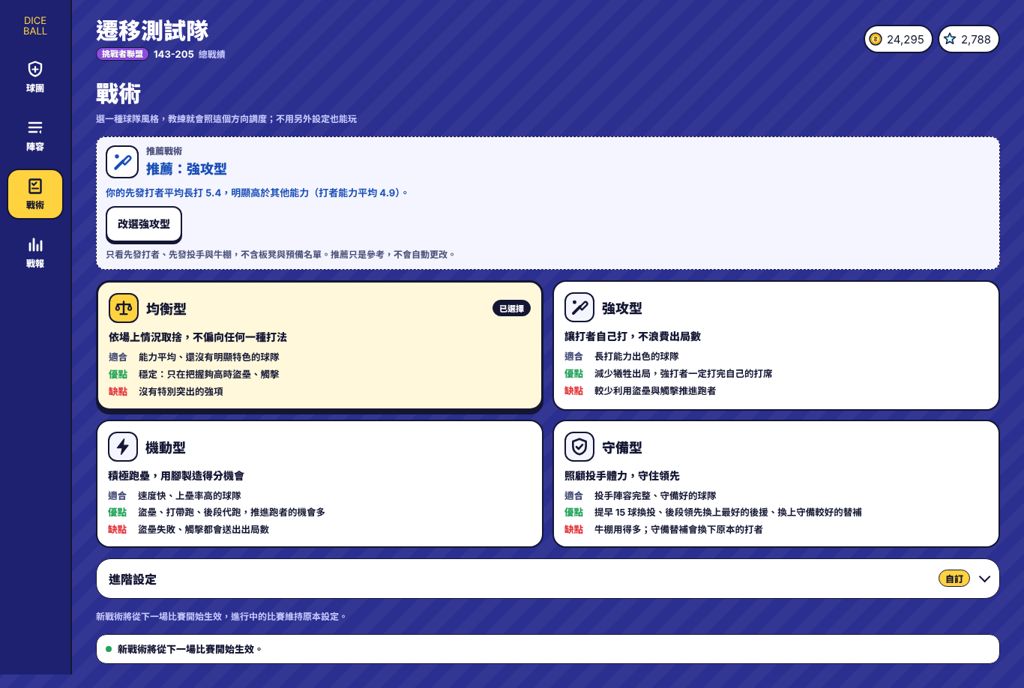 DICE
BALL
球團
陣容
戰術
戰報
遷移測試隊
挑戰者聯盟 143-205 總戰績
24,295
2,788
戰術
選一種球隊風格，教練就會照這個方向調度；不用另外設定也能玩
推薦戰術
推薦：強攻型
你的先發打者平均長打 5.4，明顯高於其他能力（打者能力平均 4.9）。
改選強攻型
只看先發打者、先發投手與牛棚，不含板凳與預備名單。推薦只是參考，不會自動更改。
均衡型
已選擇
依場上情況取捨，不偏向任何一種打法
適合 能力平均、還沒有明顯特色的球隊
優點 穩定：只在把握夠高時盜壘、觸擊
缺點 沒有特別突出的強項
強攻型
讓打者自己打，不浪費出局數
適合 長打能力出色的球隊
優點 減少犧牲出局，強打者一定打完自己的打席
缺點 較少利用盜壘與觸擊推進跑者
機動型
積極跑壘，用腳製造得分機會
適合 速度快、上壘率高的球隊
優點 盜壘、打帶跑、後段代跑，推進跑者的機會多
缺點 盜壘失敗、觸擊都會送出出局數
守備型
照顧投手體力，守住領先
適合 投手陣容完整、守備好的球隊
優點 提早 15 球換投、後段領先換上最好的後援、換上守備較好的替補
缺點 牛棚用得多；守備替補會換下原本的打者
進階設定
自訂
新戰術將從下一場比賽開始生效，進行中的比賽維持原本設定。
新戰術將從下一場比賽開始生效。